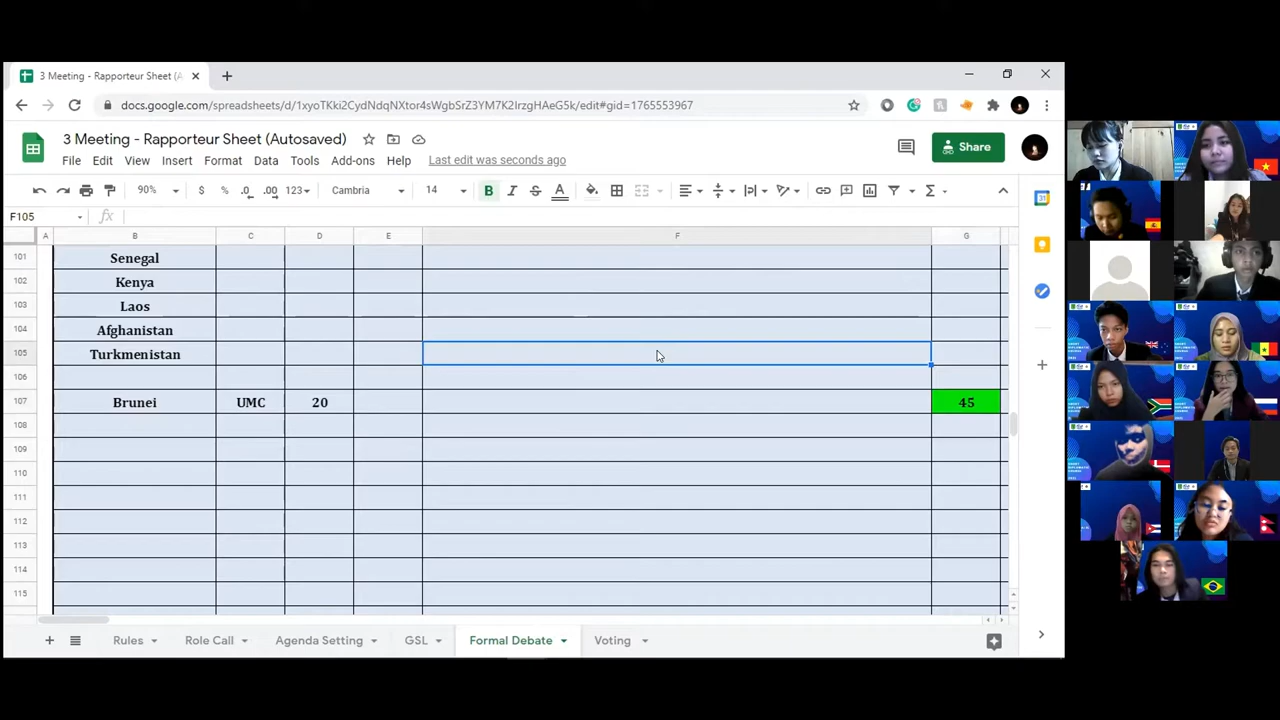 3 Meeting - Rapporteur Sheet (A
docs.google.com/spreadsheets/d/1xyoTKki2CydNdqNXtor4sWgbSrZ3YM7K2IrzgHAeG5k/edit#gid=1765553967
3 Meeting - Rapporteur Sheet (Autosaved)
Share
File Edit View Insert Format Data Tools Add-ons Help Last edit was seconds ago
90% $ % .0 .00 123 Cambria 14 B I S A Σ
F105 fx
A B C D E F G
101 Senegal
102 Kenya
103 Laos
104 Afghanistan
105 Turkmenistan
106
107 Brunei UMC 20 45
108
109
110
111
112
113
114
115
Rules Role Call Agenda Setting GSL Formal Debate Voting
31